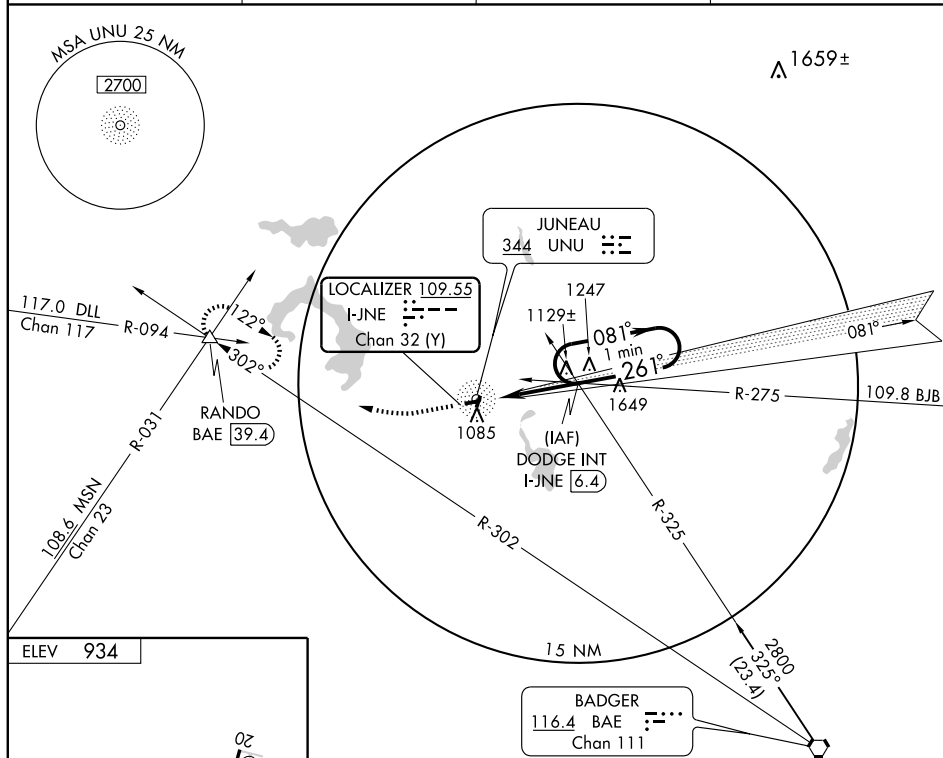 MSA UNU 25 NM
2700
1659±
JUNEAU
344 UNU
LOCALIZER 109.55
I-JNE
Chan 32 (Y)
1247
1129±
081°
1 min
261°
1649
081°
117.0 DLL
Chan 117
R-094
122°
302°
RANDO
BAE 39.4
R-275
109.8 BJB
1085
(IAF)
DODGE INT
I-JNE 6.4
R-031
108.6 MSN
Chan 23
R-302
R-325
15 NM
2800
325°
(23.4)
ELEV 934
BADGER
116.4 BAE
Chan 111
20